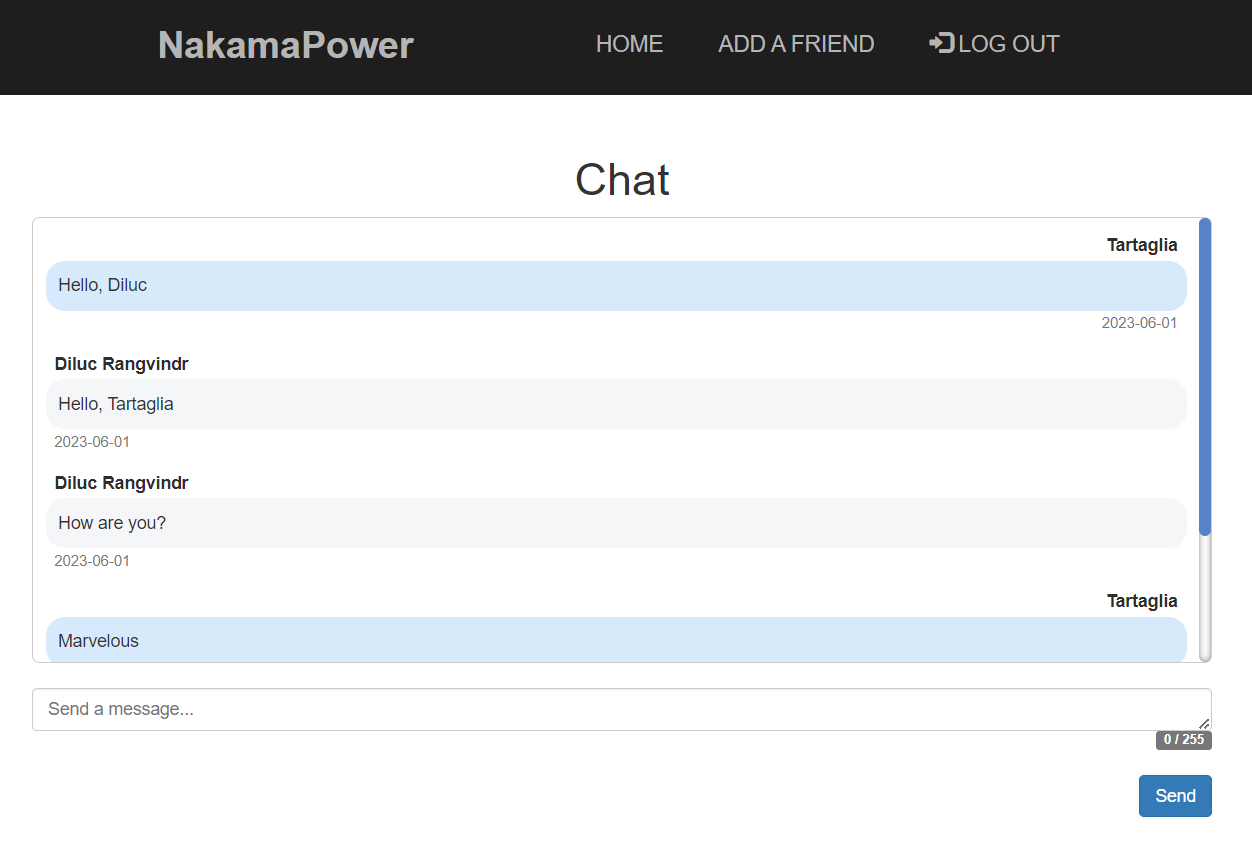 NakamaPower
HOME
ADD A FRIEND
LOG OUT
Chat
Tartaglia
Hello, Diluc
2023-06-01
Diluc Rangvindr
Hello, Tartaglia
2023-06-01
Diluc Rangvindr
How are you?
2023-06-01
Tartaglia
Marvelous
Send a message...
0 / 255
Send